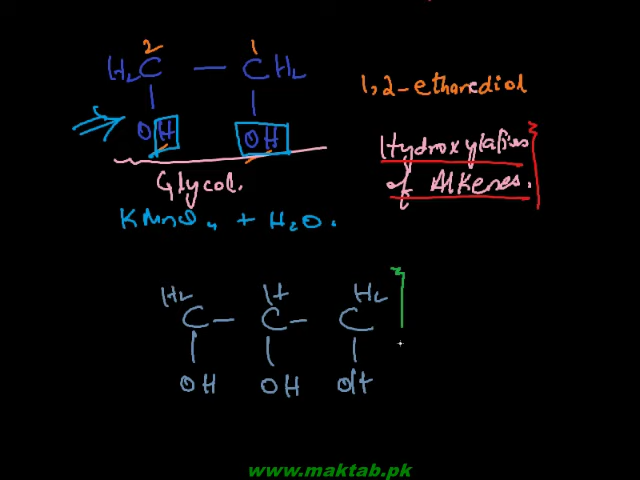 2 1
H₂C — CH₂
OH OH
1,2-ethanediol
Hydroxylation
of Alkenes.
Glycol.
KMnO₄ + H₂O.
H₂ H H₂
C — C — C
OH OH OH
www.maktab.pk